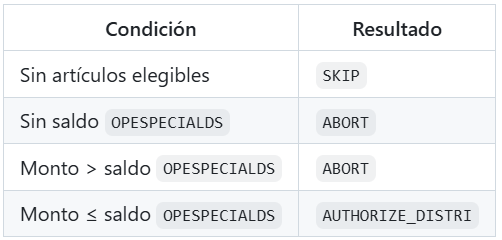 Condición Resultado
Sin artículos elegibles SKIP
Sin saldo OPESPECIALDS ABORT
Monto > saldo OPESPECIALDS ABORT
Monto ≤ saldo OPESPECIALDS AUTHORIZE_DISTRI